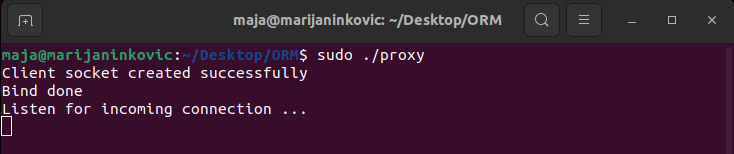 maja@marijaninkovic: ~/Desktop/ORM
maja@marijaninkovic:~/Desktop/ORM$ sudo ./proxy
Client socket created successfully
Bind done
Listen for incoming connection ...